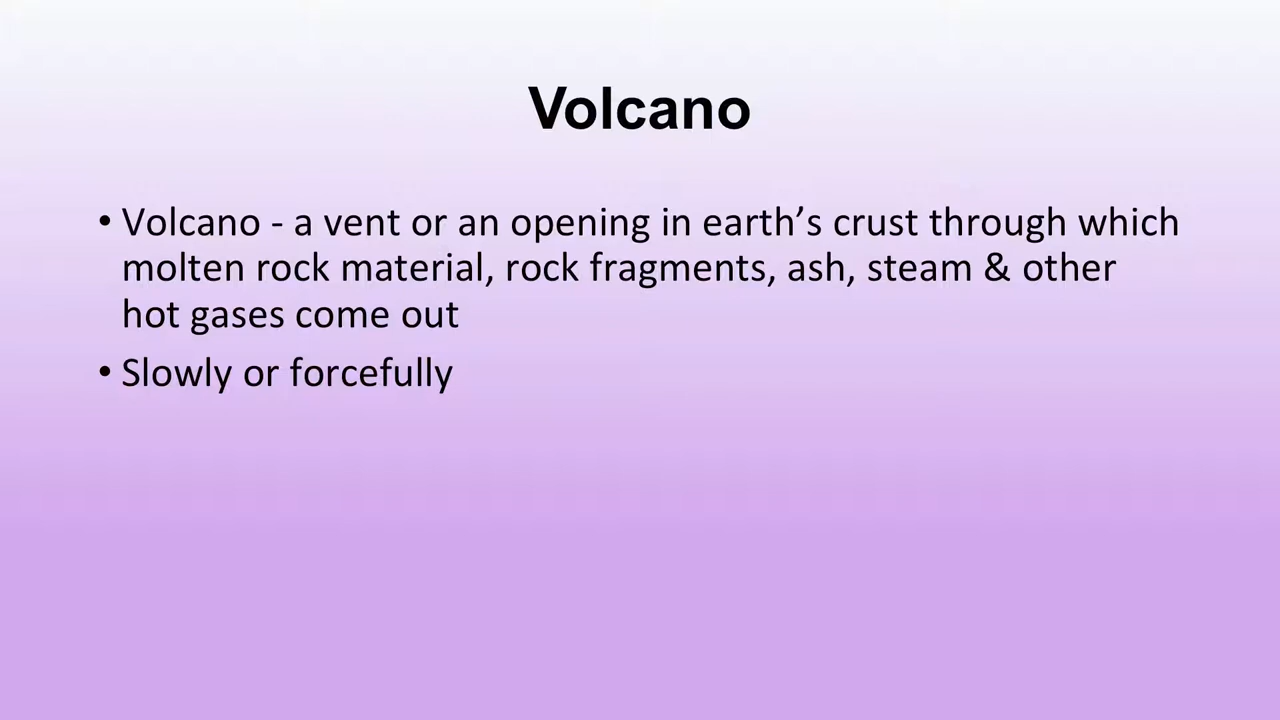 Volcano
• Volcano - a vent or an opening in earth’s crust through which
molten rock material, rock fragments, ash, steam & other
hot gases come out
• Slowly or forcefully